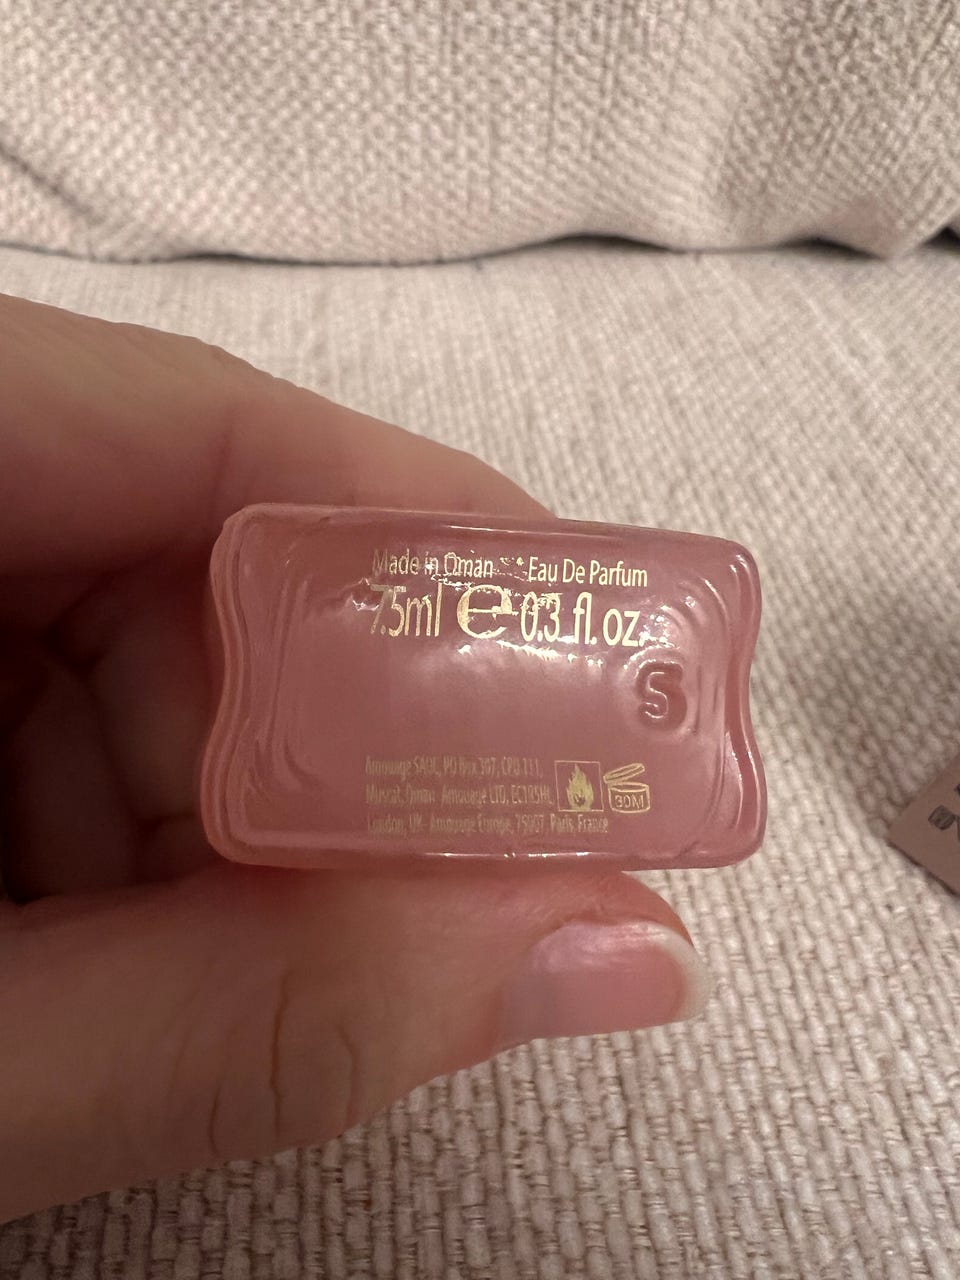 Made in Oman Eau De Parfum
7.5ml e 0.3 fl. oz.
S
Amouage SAOC, PO Box 307, CPO 111,
Muscat, Oman Amouage LTD, EC1R5HL
London, UK- Amouage Europe, 75007 Paris, France
30M